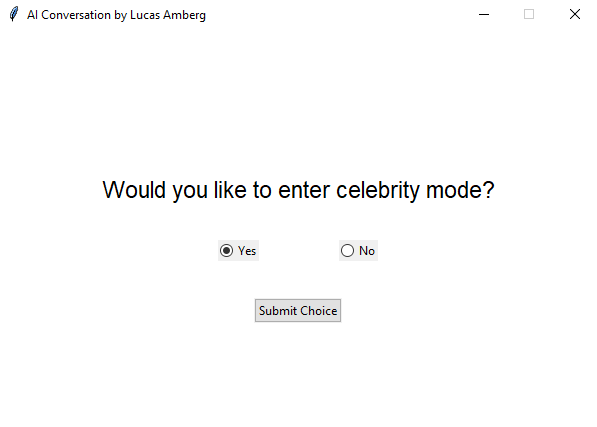 AI Conversation by Lucas Amberg
Would you like to enter celebrity mode?
Yes No
Submit Choice